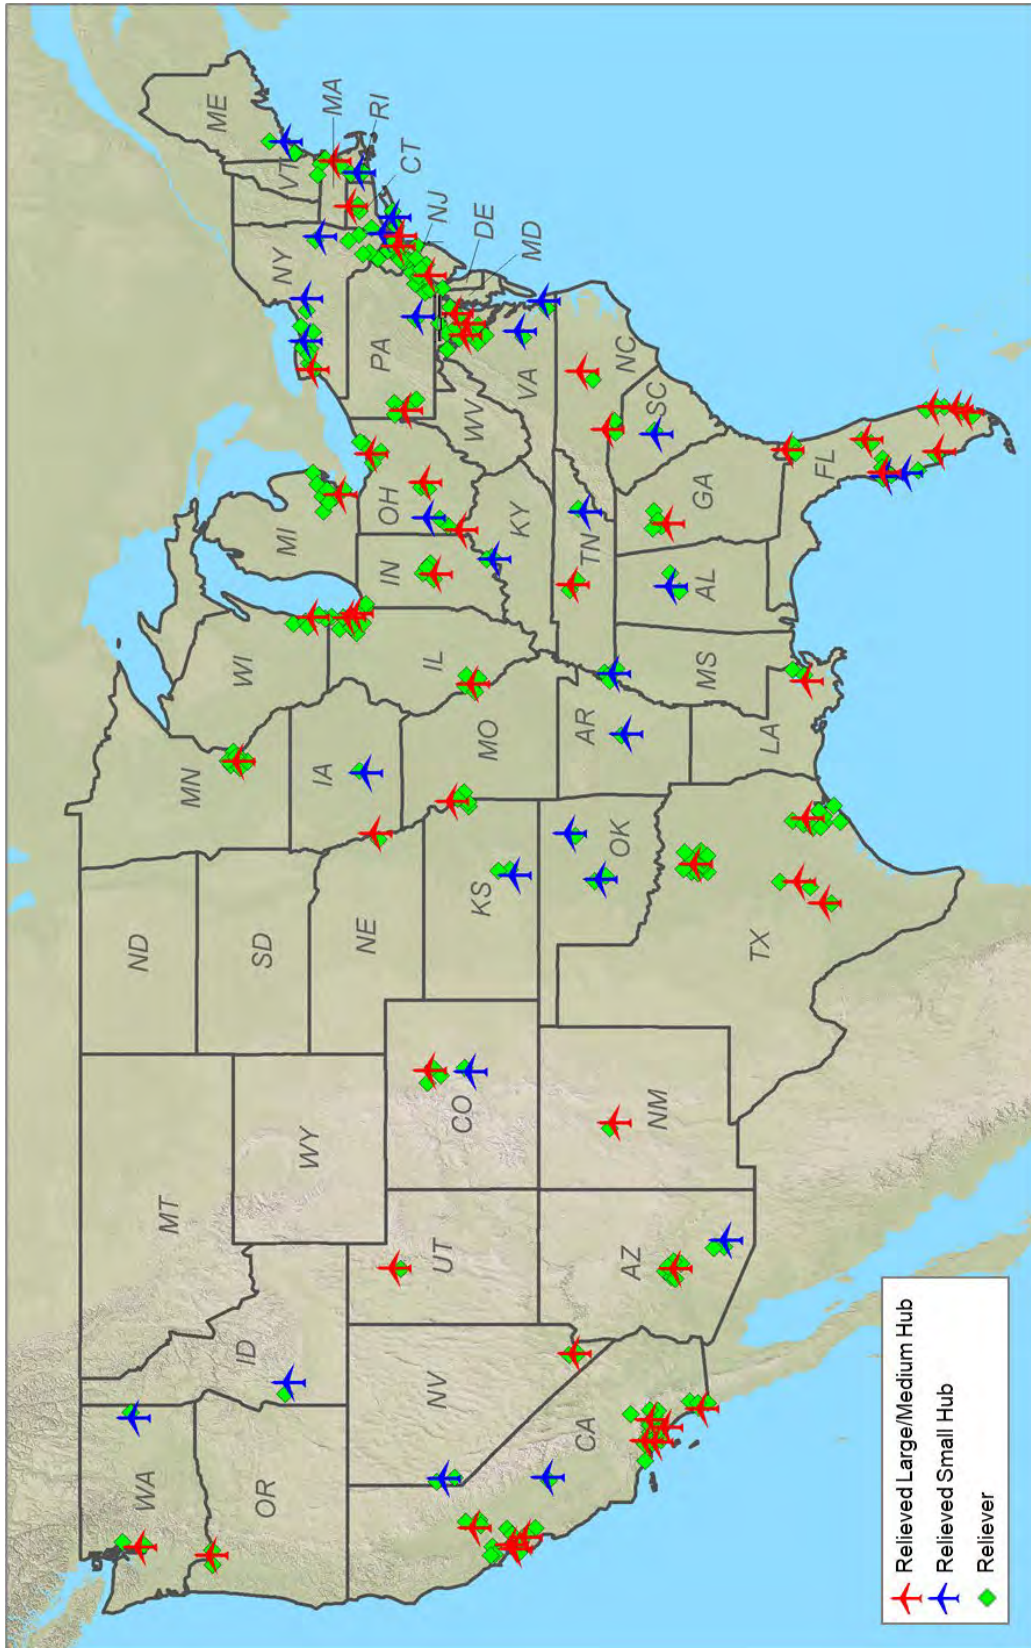 WA
OR
CA
NV
ID
MT
WY
UT
AZ
CO
NM
ND
SD
NE
KS
OK
TX
MN
IA
MO
AR
LA
WI
IL
MS
MI
IN
KY
TN
AL
OH
WV
GA
FL
SC
NC
VA
PA
NY
VT
ME
MA
RI
CT
NJ
DE
MD
Relieved Large/Medium Hub
Relieved Small Hub
Reliever